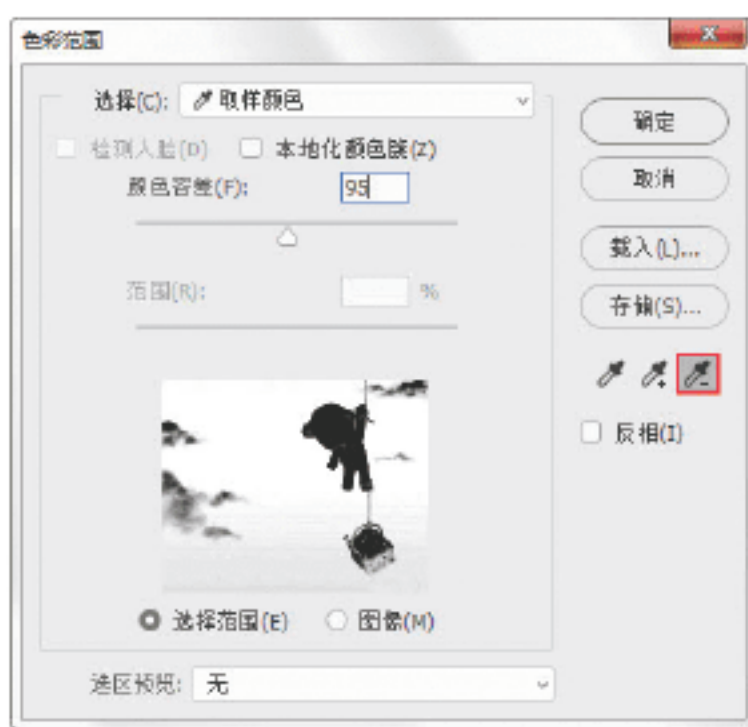 色彩范围
选择(C): 取样颜色
检测人脸(D) 本地化颜色簇(Z)
颜色容差(F): 95
范围(R): %
选择范围(E) 图像(M)
选区预览: 无
确定
取消
载入(L)...
存储(S)...
反相(I)